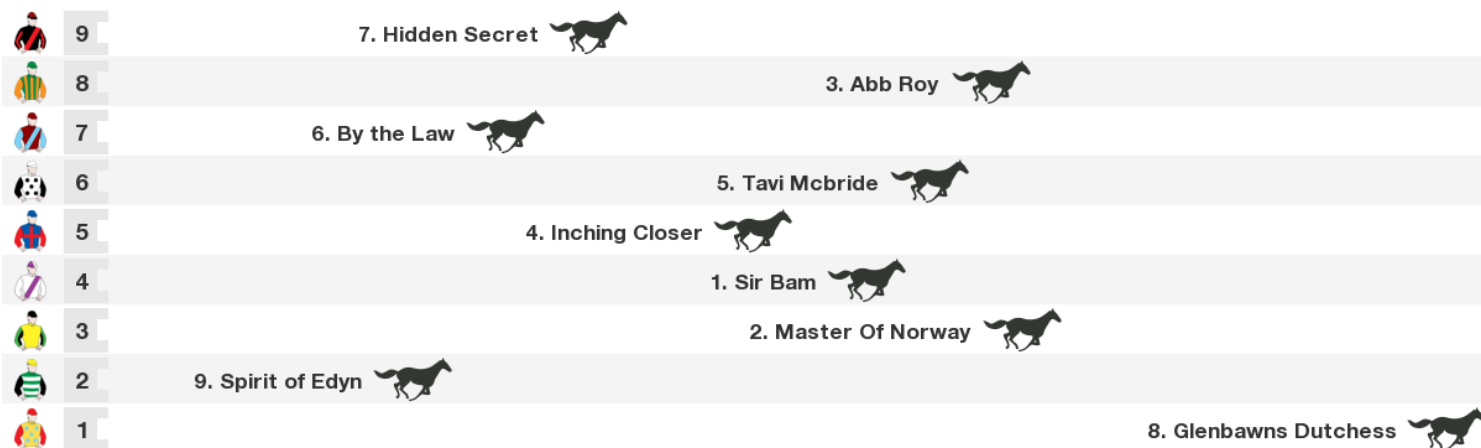 9 7. Hidden Secret
8 3. Abb Roy
7 6. By the Law
6 5. Tavi Mcbride
5 4. Inching Closer
4 1. Sir Bam
3 2. Master Of Norway
2 9. Spirit of Edyn
1 8. Glenbawns Dutchess